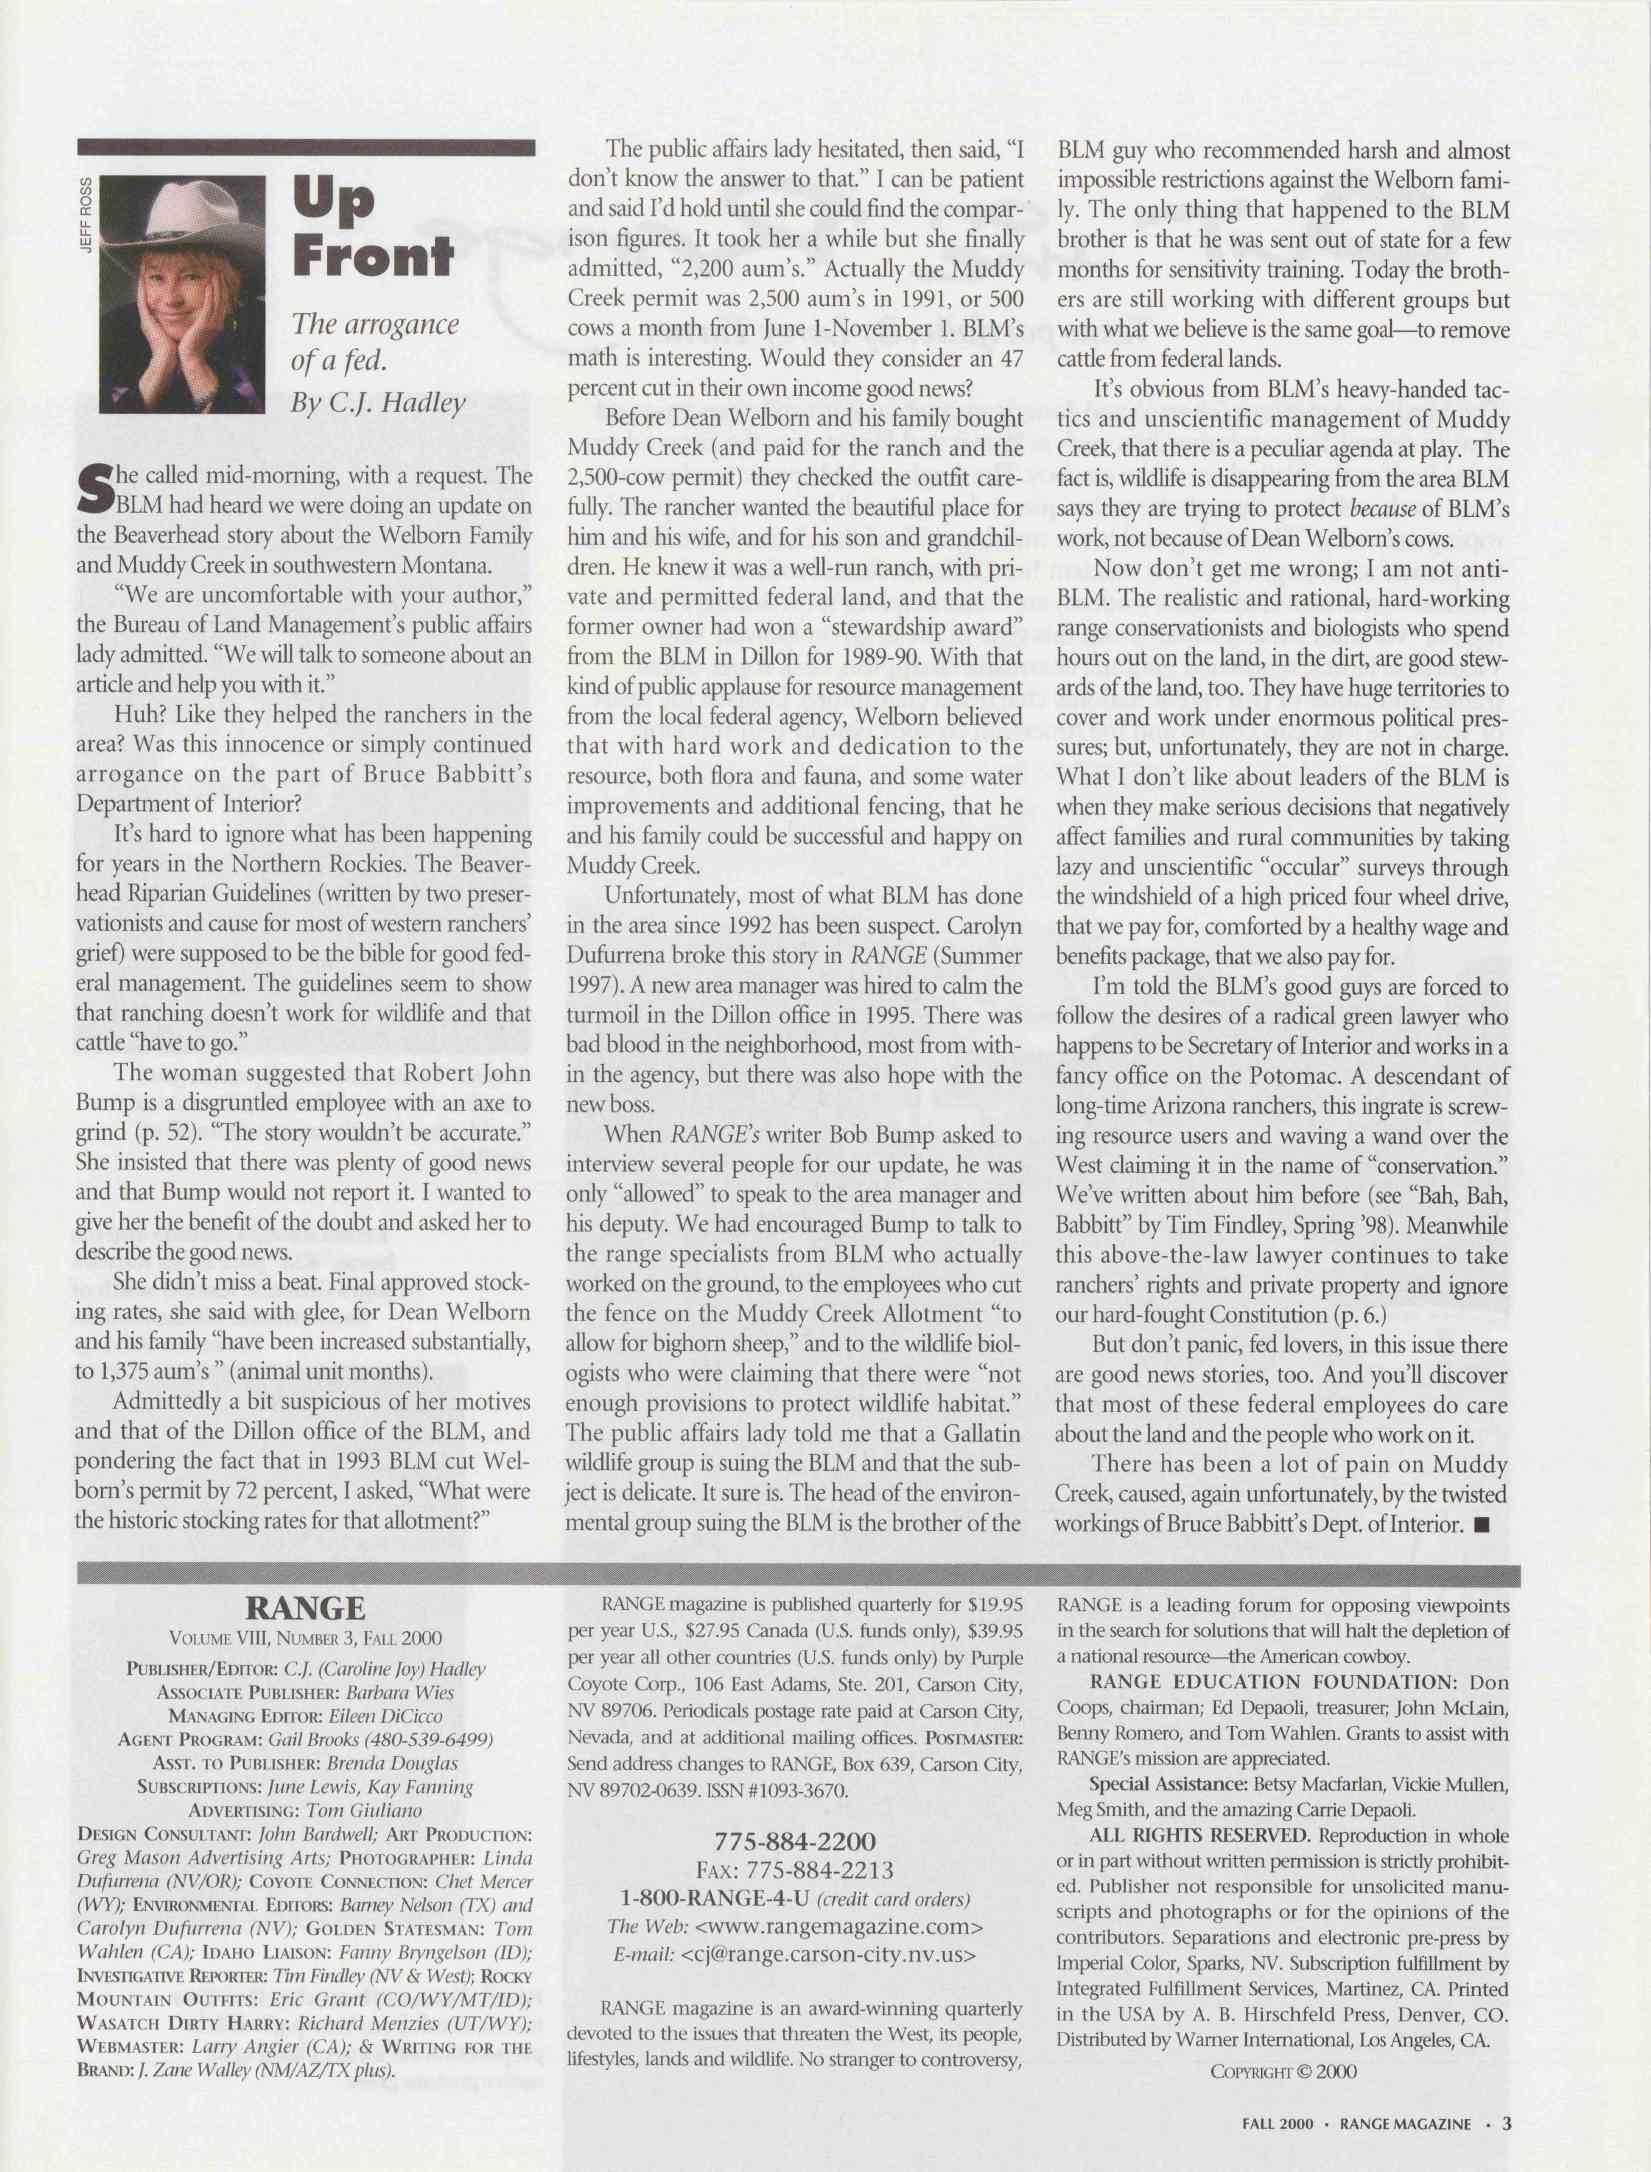 JEFF ROSS
Up
Front
The arrogance
of a fed.
By C.J. Hadley
She called mid-morning, with a request. The
BLM had heard we were doing an update on
the Beaverhead story about the Welborn Family
and Muddy Creek in southwestern Montana.
"We are uncomfortable with your author,"
the Bureau of Land Management's public affairs
lady admitted. "We will talk to someone about an
article and help you with it."
Huh? Like they helped the ranchers in the
area? Was this innocence or simply continued
arrogance on the part of Bruce Babbitt's
Department of Interior?
It's hard to ignore what has been happening
for years in the Northern Rockies. The Beaver-
head Riparian Guidelines (written by two preser-
vationists and cause for most of western ranchers'
grief) were supposed to be the bible for good fed-
eral management. The guidelines seem to show
that ranching doesn't work for wildlife and that
cattle "have to go."
The woman suggested that Robert John
Bump is a disgruntled employee with an axe to
grind (p. 52). "The story wouldn't be accurate."
She insisted that there was plenty of good news
and that Bump would not report it. I wanted to
give her the benefit of the doubt and asked her to
describe the good news.
She didn't miss a beat. Final approved stock-
ing rates, she said with glee, for Dean Welborn
and his family "have been increased substantially,
to 1,375 aum's " (animal unit months).
Admittedly a bit suspicious of her motives
and that of the Dillon office of the BLM, and
pondering the fact that in 1993 BLM cut Wel-
born's permit by 72 percent, I asked, "What were
the historic stocking rates for that allotment?"
The public affairs lady hesitated, then said, "I
don't know the answer to that." I can be patient
and said I'd hold until she could find the compar-
ison figures. It took her a while but she finally
admitted, "2,200 aum's." Actually the Muddy
Creek permit was 2,500 aum's in 1991, or 500
cows a month from June 1-November 1. BLM's
math is interesting. Would they consider an 47
percent cut in their own income good news?
Before Dean Welborn and his family bought
Muddy Creek (and paid for the ranch and the
2,500-cow permit) they checked the outfit care-
fully. The rancher wanted the beautiful place for
him and his wife, and for his son and grandchil-
dren. He knew it was a well-run ranch, with pri-
vate and permitted federal land, and that the
former owner had won a "stewardship award"
from the BLM in Dillon for 1989-90. With that
kind of public applause for resource management
from the local federal agency, Welborn believed
that with hard work and dedication to the
resource, both flora and fauna, and some water
improvements and additional fencing, that he
and his family could be successful and happy on
Muddy Creek.
Unfortunately, most of what BLM has done
in the area since 1992 has been suspect. Carolyn
Dufurrena broke this story in RANGE (Summer
1997). A new area manager was hired to calm the
turmoil in the Dillon office in 1995. There was
bad blood in the neighborhood, most from with-
in the agency, but there was also hope with the
new boss.
When RANGE's writer Bob Bump asked to
interview several people for our update, he was
only "allowed" to speak to the area manager and
his deputy. We had encouraged Bump to talk to
the range specialists from BLM who actually
worked on the ground, to the employees who cut
the fence on the Muddy Creek Allotment "to
allow for bighorn sheep," and to the wildlife biol-
ogists who were claiming that there were "not
enough provisions to protect wildlife habitat."
The public affairs lady told me that a Gallatin
wildlife group is suing the BLM and that the sub-
ject is delicate. It sure is. The head of the environ-
mental group suing the BLM is the brother of the
BLM guy who recommended harsh and almost
impossible restrictions against the Welborn fami-
ly. The only thing that happened to the BLM
brother is that he was sent out of state for a few
months for sensitivity training. Today the broth-
ers are still working with different groups but
with what we believe is the same goal—to remove
cattle from federal lands.
It's obvious from BLM's heavy-handed tac-
tics and unscientific management of Muddy
Creek, that there is a peculiar agenda at play. The
fact is, wildlife is disappearing from the area BLM
says they are trying to protect because of BLM's
work, not because of Dean Welborn's cows.
Now don't get me wrong; I am not anti-
BLM. The realistic and rational, hard-working
range conservationists and biologists who spend
hours out on the land, in the dirt, are good stew-
ards of the land, too. They have huge territories to
cover and work under enormous political pres-
sures; but, unfortunately, they are not in charge.
What I don't like about leaders of the BLM is
when they make serious decisions that negatively
affect families and rural communities by taking
lazy and unscientific "occular" surveys through
the windshield of a high priced four wheel drive,
that we pay for, comforted by a healthy wage and
benefits package, that we also pay for.
I'm told the BLM's good guys are forced to
follow the desires of a radical green lawyer who
happens to be Secretary of Interior and works in a
fancy office on the Potomac. A descendant of
long-time Arizona ranchers, this ingrate is screw-
ing resource users and waving a wand over the
West claiming it in the name of "conservation."
We've written about him before (see "Bah, Bah,
Babbitt" by Tim Findley, Spring '98). Meanwhile
this above-the-law lawyer continues to take
ranchers' rights and private property and ignore
our hard-fought Constitution (p. 6.)
But don't panic, fed lovers, in this issue there
are good news stories, too. And you'll discover
that most of these federal employees do care
about the land and the people who work on it.
There has been a lot of pain on Muddy
Creek, caused, again unfortunately, by the twisted
workings of Bruce Babbitt's Dept. of Interior. ■
RANGE
VOLUME VIII, NUMBER 3, FALL 2000
PUBLISHER/EDITOR: C.J. (Caroline Joy) Hadley
ASSOCIATE PUBLISHER: Barbara Wies
MANAGING EDITOR: Eileen DiCicco
AGENT PROGRAM: Gail Brooks (480-539-6499)
ASST. TO PUBLISHER: Brenda Douglas
SUBSCRIPTIONS: June Lewis, Kay Fanning
ADVERTISING: Tom Giuliano
DESIGN CONSULTANT: John Bardwell; ART PRODUCTION:
Greg Mason Advertising Arts; PHOTOGRAPHER: Linda
Dufurrena (NV/OR); COYOTE CONNECTION: Chet Mercer
(WY); ENVIRONMENTAL EDITORS: Barney Nelson (TX) and
Carolyn Dufurrena (NV); GOLDEN STATESMAN: Tom
Wahlen (CA); IDAHO LIAISON: Fanny Bryngelson (ID);
INVESTIGATIVE REPORTER: Tim Findley (NV & West); ROCKY
MOUNTAIN OUTFITS: Eric Grant (CO/WY/MT/ID);
WASATCH DIRTY HARRY: Richard Menzies (UT/WY);
WEBMASTER: Larry Angier (CA); & WRITING FOR THE
BRAND: J. Zane Walley (NM/AZ/TX plus).
RANGE magazine is published quarterly for $19.95
per year U.S., $27.95 Canada (U.S. funds only), $39.95
per year all other countries (U.S. funds only) by Purple
Coyote Corp., 106 East Adams, Ste. 201, Carson City,
NV 89706. Periodicals postage rate paid at Carson City,
Nevada, and at additional mailing offices. POSTMASTER:
Send address changes to RANGE, Box 639, Carson City,
NV 89702-0639. ISSN #1093-3670.
775-884-2200
FAX: 775-884-2213
1-800-RANGE-4-U (credit card orders)
The Web: <www.rangemagazine.com>
E-mail: <cj@range.carson-city.nv.us>
RANGE magazine is an award-winning quarterly
devoted to the issues that threaten the West, its people,
lifestyles, lands and wildlife. No stranger to controversy,
RANGE is a leading forum for opposing viewpoints
in the search for solutions that will halt the depletion of
a national resource—the American cowboy.
RANGE EDUCATION FOUNDATION: Don
Coops, chairman; Ed Depaoli, treasurer; John McLain,
Benny Romero, and Tom Wahlen. Grants to assist with
RANGE's mission are appreciated.
Special Assistance: Betsy Macfarlan, Vickie Mullen,
Meg Smith, and the amazing Carrie Depaoli.
ALL RIGHTS RESERVED. Reproduction in whole
or in part without written permission is strictly prohibit-
ed. Publisher not responsible for unsolicited manu-
scripts and photographs or for the opinions of the
contributors. Separations and electronic pre-press by
Imperial Color, Sparks, NV. Subscription fulfillment by
Integrated Fulfillment Services, Martinez, CA. Printed
in the USA by A. B. Hirschfeld Press, Denver, CO.
Distributed by Warner International, Los Angeles, CA.
COPYRIGHT © 2000
FALL 2000 • RANGE MAGAZINE • 3